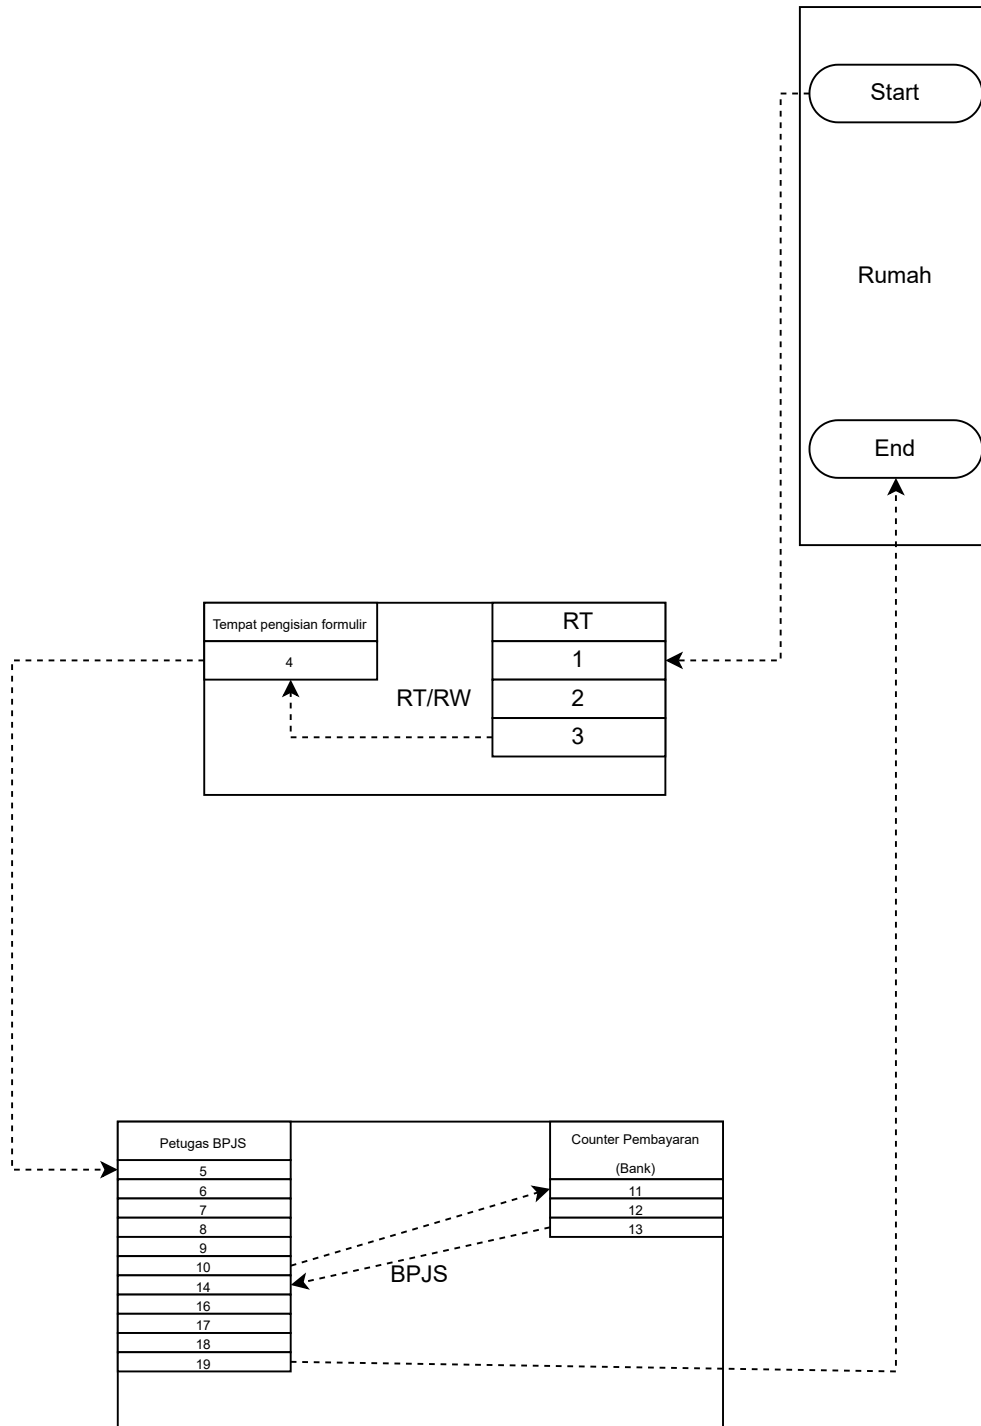 Start
Rumah
End
Tempat pengisian formulir
4
RT/RW
RT
1
2
3
Petugas BPJS
5
6
7
8
9
10
14
16
17
18
19
BPJS
Counter Pembayaran
(Bank)
11
12
13